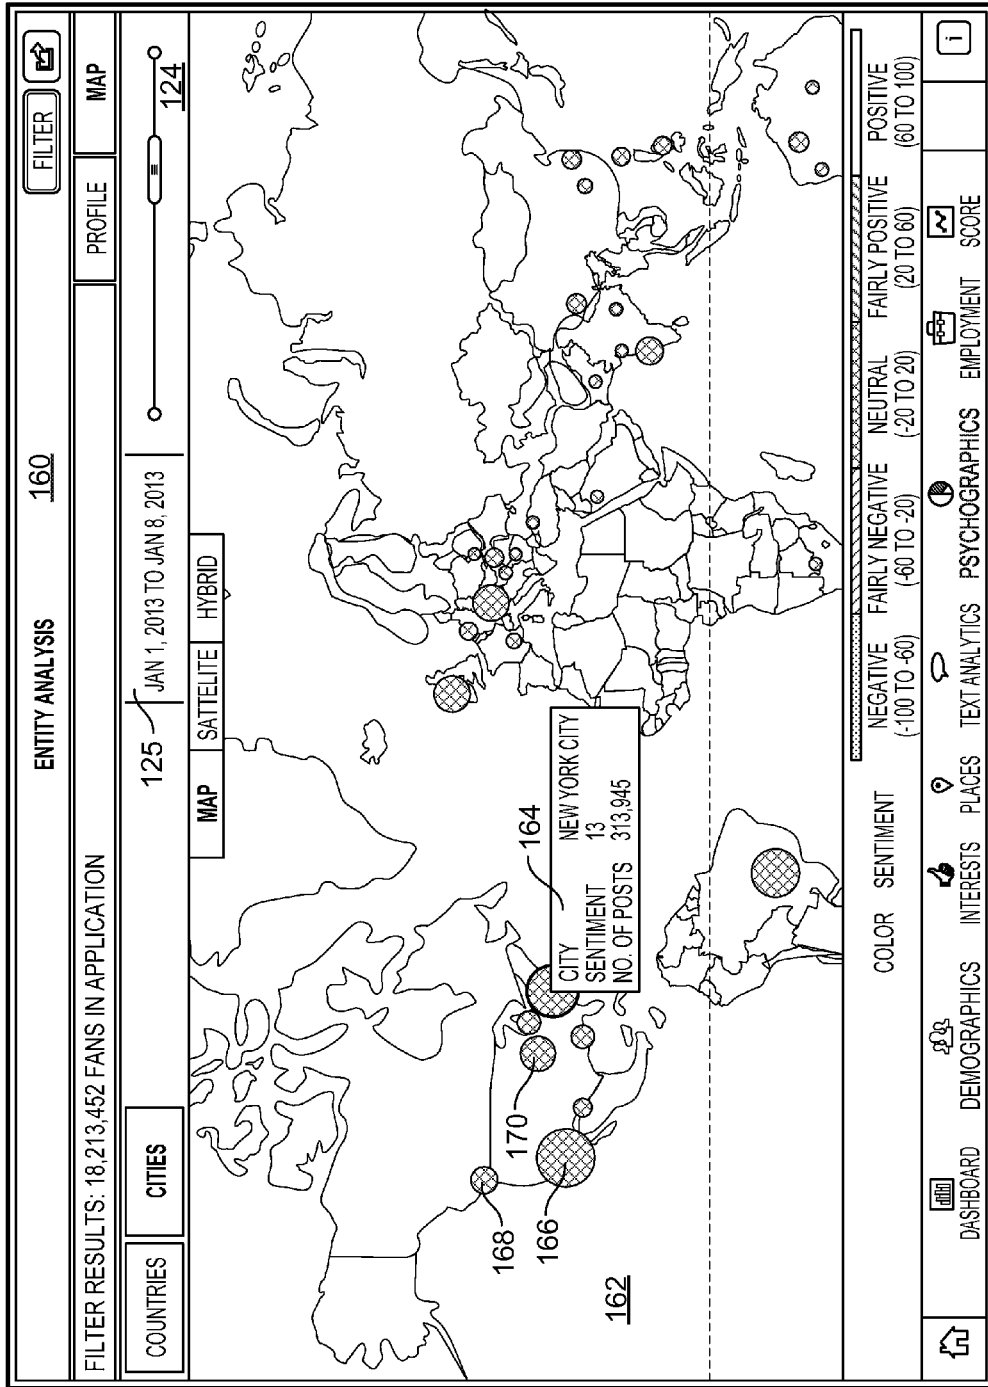 ENTITY ANALYSIS
160
FILTER
FILTER RESULTS: 18,213,452 FANS IN APPLICATION
PROFILE
MAP
COUNTRIES
CITIES
125
JAN 1, 2013 TO JAN 8, 2013
124
MAP
SATTELITE
HYBRID
164
CITY NEW YORK CITY
SENTIMENT 13
NO. OF POSTS 313,945
170
168
166
162
COLOR SENTIMENT
NEGATIVE
(-100 TO -60)
FAIRLY NEGATIVE
(-60 TO -20)
NEUTRAL
(-20 TO 20)
FAIRLY POSITIVE
(20 TO 60)
POSITIVE
(60 TO 100)
DASHBOARD
DEMOGRAPHICS
INTERESTS
PLACES
TEXT ANALYTICS
PSYCHOGRAPHICS
EMPLOYMENT
SCORE
i